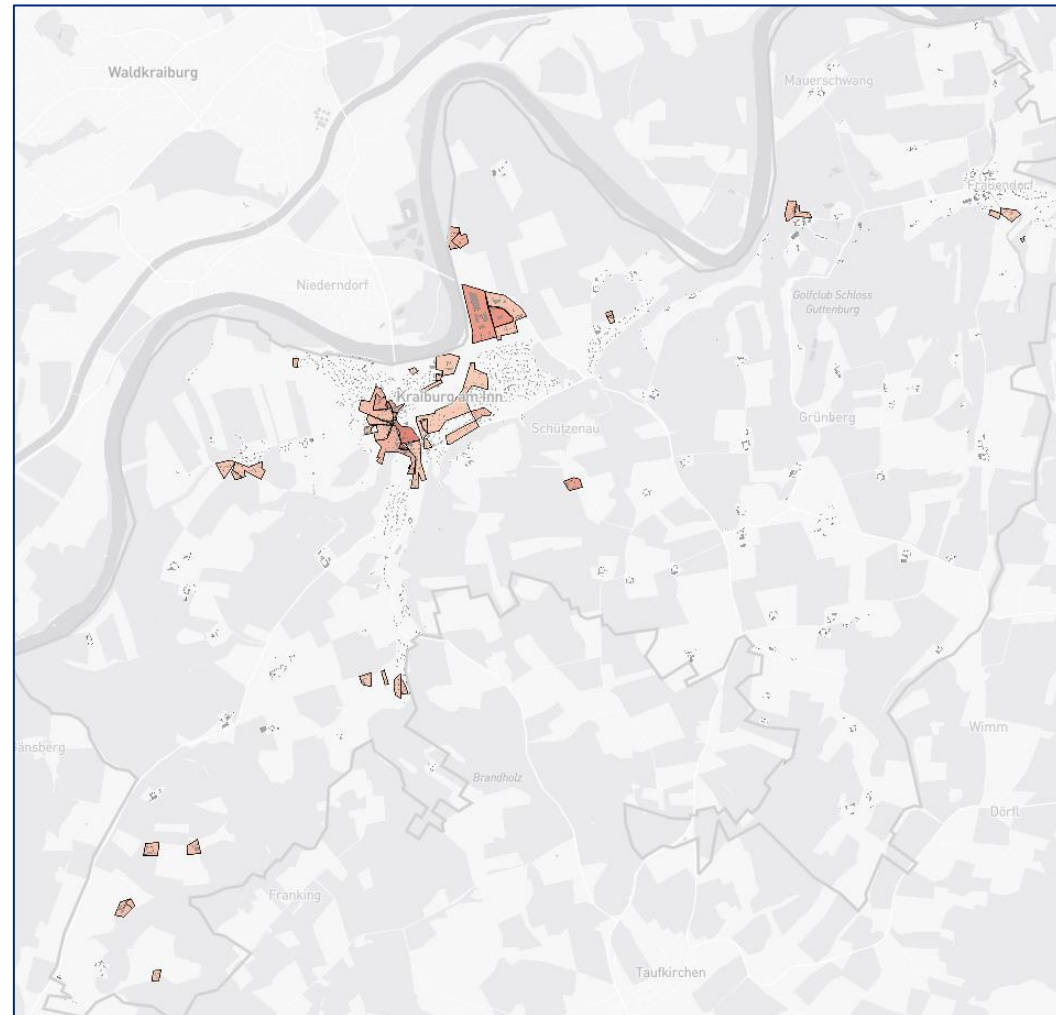 Waldkraiburg
Mauerschwang
Frauendorf
Niederndorf
Golfclub Schloss
Guttenburg
Kraiburg am Inn
Grünberg
Schützenau
Wimm
Brandholz
Dörfl
Franking
Taufkirchen